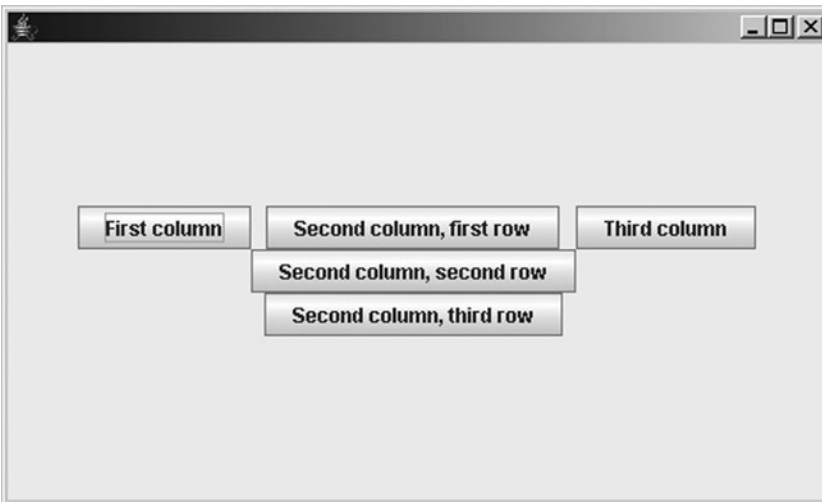 First column
Second column, first row
Third column
Second column, second row
Second column, third row